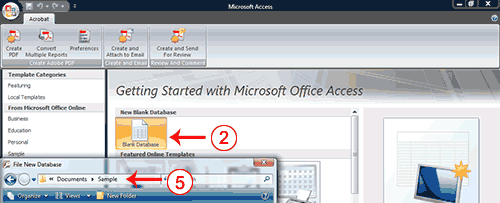 Microsoft Access
Acrobat
Create PDF
Convert Multiple Reports
Preferences
Create and Attach to Email
Create and Send For Review
Create Adobe PDF
Create and Email
Review And Comment
Template Categories
Featuring
Local Templates
From Microsoft Office Online
Business
Education
Personal
Sample
Getting Started with Microsoft Office Access
New Blank Database
Blank Database
2
Featured Online Templates
File New Database
Documents
Sample
5
Organize
Views
New Folder